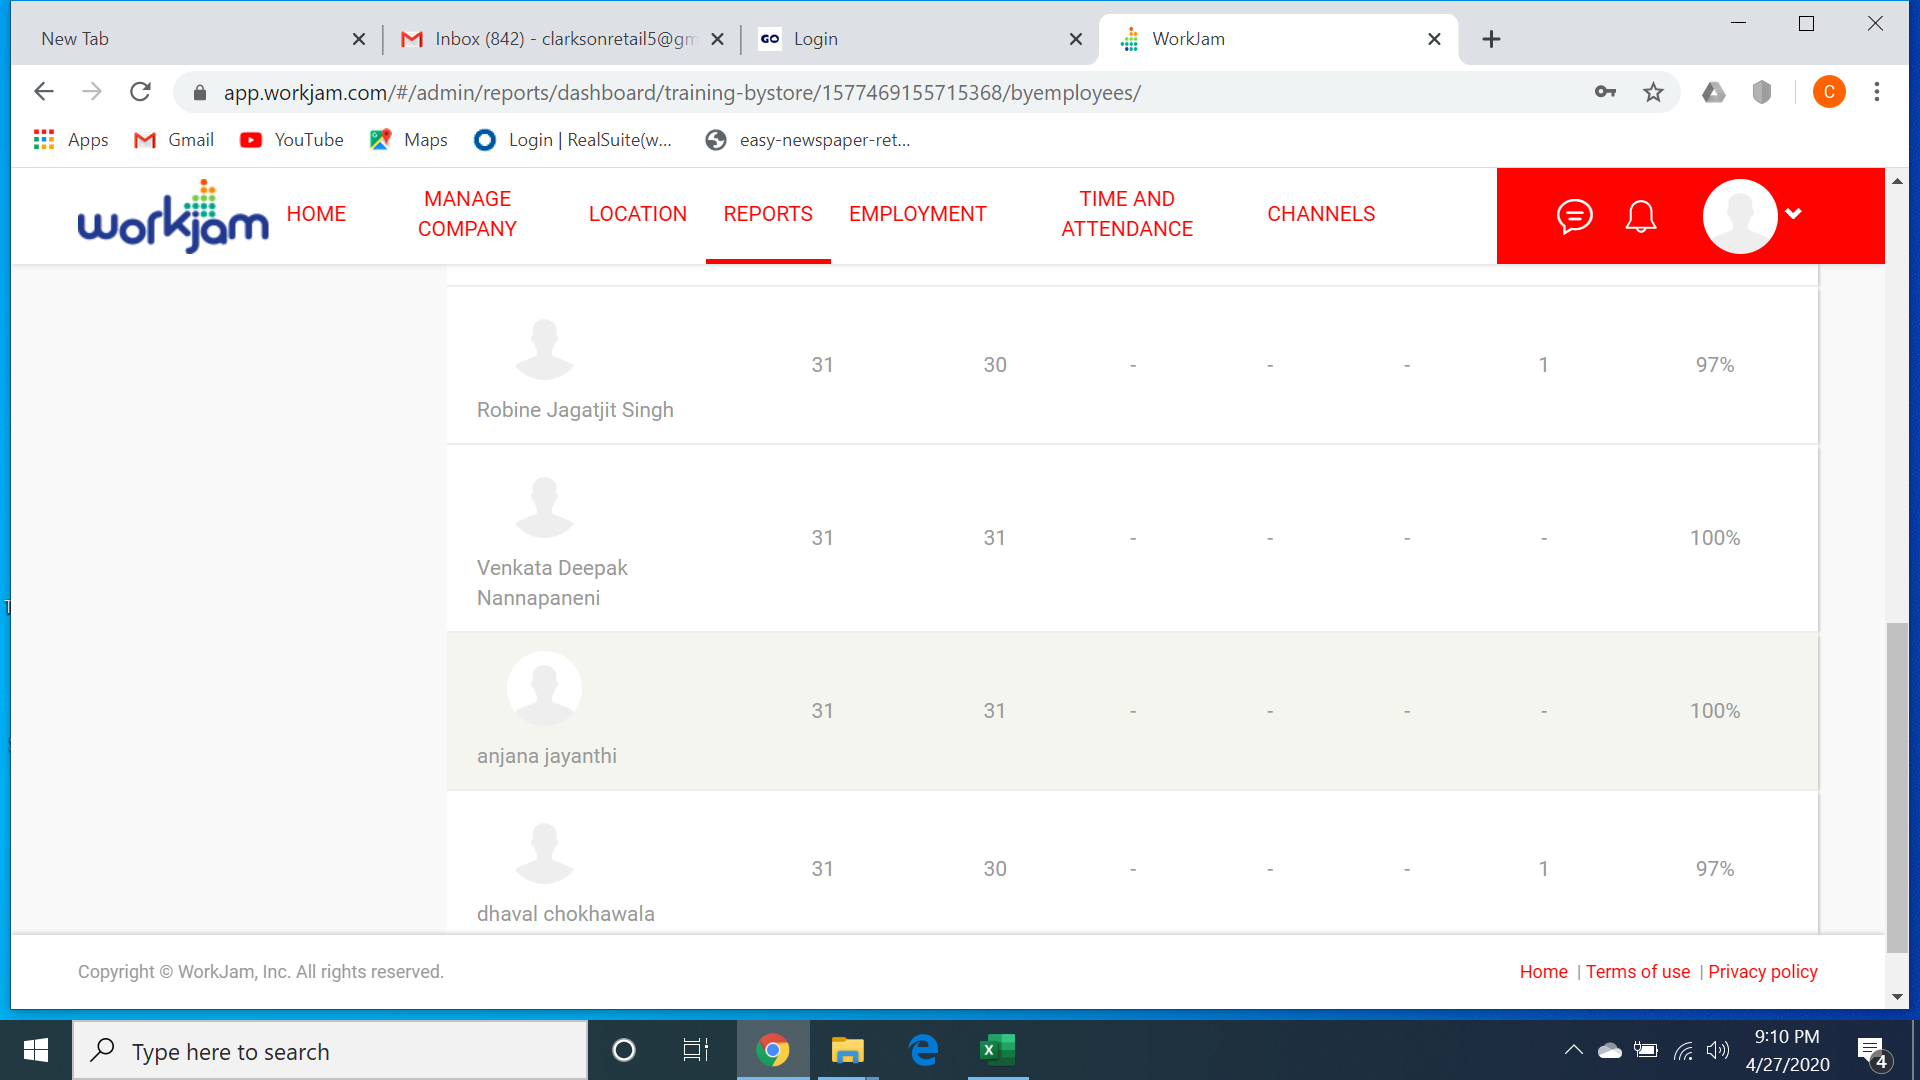 New Tab
Inbox (842) - clarksonretail5@gm
GO Login
WorkJam
app.workjam.com/#/admin/reports/dashboard/training-bystore/1577469155715368/byemployees/
C
Apps
Gmail
YouTube
Maps
Login | RealSuite(w...
easy-newspaper-ret...
workjam
HOME
MANAGE
COMPANY
LOCATION
REPORTS
EMPLOYMENT
TIME AND
ATTENDANCE
CHANNELS
31 30 - - - 1 97%
Robine Jagatjit Singh
31 31 - - - - 100%
Venkata Deepak
Nannapaneni
31 31 - - - - 100%
anjana jayanthi
31 30 - - - 1 97%
dhaval chokhawala
Copyright © WorkJam, Inc. All rights reserved.
Home | Terms of use | Privacy policy
Type here to search
9:10 PM
4/27/2020
4